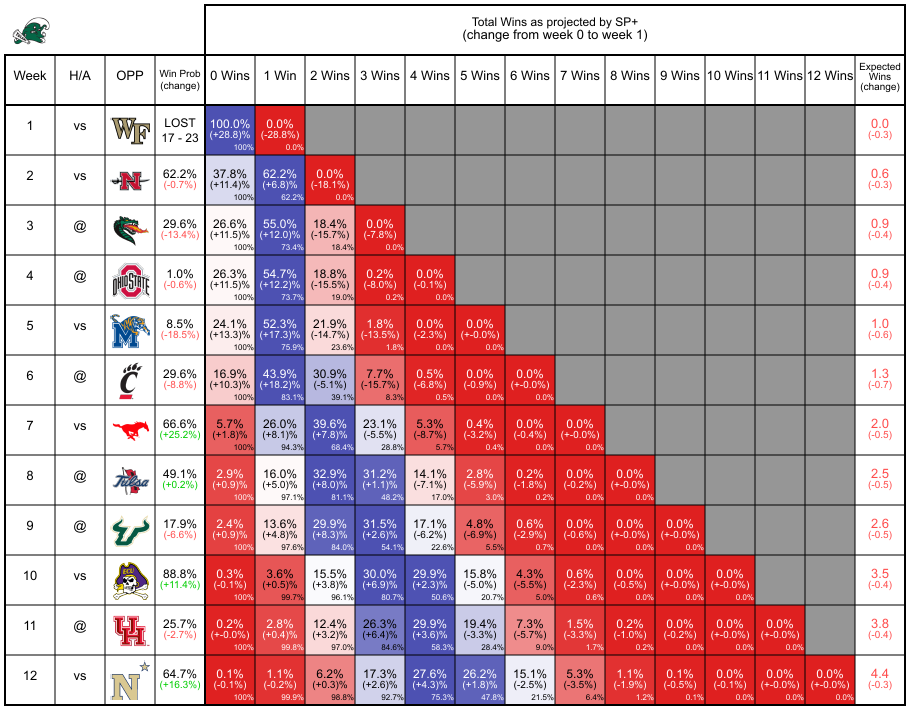 Total Wins as projected by SP+
(change from week 0 to week 1)
Week H/A OPP Win Prob (change) 0 Wins 1 Win 2 Wins 3 Wins 4 Wins 5 Wins 6 Wins 7 Wins 8 Wins 9 Wins 10 Wins 11 Wins 12 Wins Expected Wins (change)
1 vs WF LOST 100.0% 0.0% 0.0
17 - 23 (+28.8)% (-28.8)% (-0.3)
100% 0.0%
2 vs N 62.2% 37.8% 62.2% 0.0% 0.6
(-0.7%) (+11.4)% (+6.8)% (-18.1)% (-0.3)
100% 62.2% 0.0%
3 @ 29.6% 26.6% 55.0% 18.4% 0.0% 0.9
(-13.4%) (+11.5)% (+12.0)% (-15.7)% (-7.8)% (-0.4)
100% 73.4% 18.4% 0.0%
4 @ OHIO STATE 1.0% 26.3% 54.7% 18.8% 0.2% 0.0% 0.9
(-0.6%) (+11.5)% (+12.2)% (-15.5)% (-8.0)% (-0.1)% (-0.4)
100% 73.7% 19.0% 0.2% 0.0%
5 vs M 8.5% 24.1% 52.3% 21.9% 1.8% 0.0% 0.0% 1.0
(-18.5%) (+13.3)% (+17.3)% (-14.7)% (-13.5)% (-2.3)% (+-0.0)% (-0.6)
100% 75.9% 23.6% 1.8% 0.0% 0.0%
6 @ C 29.6% 16.9% 43.9% 30.9% 7.7% 0.5% 0.0% 0.0% 1.3
(-8.8%) (+10.3)% (+18.2)% (-5.1)% (-15.7)% (-6.8)% (-0.9)% (+-0.0)% (-0.7)
100% 83.1% 39.1% 8.3% 0.5% 0.0% 0.0%
7 vs 66.6% 5.7% 26.0% 39.6% 23.1% 5.3% 0.4% 0.0% 0.0% 2.0
(+25.2%) (+1.8)% (+8.1)% (+7.8)% (-5.5)% (-8.7)% (-3.2)% (-0.4)% (+-0.0)% (-0.5)
100% 94.3% 68.4% 28.8% 5.7% 0.4% 0.0% 0.0%
8 @ Tulsa 49.1% 2.9% 16.0% 32.9% 31.2% 14.1% 2.8% 0.2% 0.0% 0.0% 2.5
(+0.2%) (+0.9)% (+5.0)% (+8.0)% (+1.1)% (-7.1)% (-5.9)% (-1.8)% (-0.2)% (+-0.0)% (-0.5)
100% 97.1% 81.1% 48.2% 17.0% 3.0% 0.2% 0.0% 0.0%
9 @ 17.9% 2.4% 13.6% 29.9% 31.5% 17.1% 4.8% 0.6% 0.0% 0.0% 0.0% 2.6
(-6.6%) (+0.9)% (+4.8)% (+8.3)% (+2.6)% (-6.2)% (-6.9)% (-2.9)% (-0.6)% (+-0.0)% (+-0.0)% (-0.5)
100% 97.6% 84.0% 54.1% 22.6% 5.5% 0.7% 0.0% 0.0% 0.0%
10 vs ECU 88.8% 0.3% 3.6% 15.5% 30.0% 29.9% 15.8% 4.3% 0.6% 0.0% 0.0% 0.0% 3.5
(+11.4%) (-0.1)% (+0.5)% (+3.8)% (+6.9)% (+2.3)% (-5.0)% (-5.5)% (-2.3)% (-0.5)% (+-0.0)% (+-0.0)% (-0.4)
100% 99.7% 96.1% 80.7% 50.6% 20.7% 5.0% 0.6% 0.0% 0.0% 0.0%
11 @ UH 25.7% 0.2% 2.8% 12.4% 26.3% 29.9% 19.4% 7.3% 1.5% 0.2% 0.0% 0.0% 0.0% 3.8
(-2.7%) (+-0.0)% (+0.4)% (+3.2)% (+6.4)% (+3.6)% (-3.3)% (-5.7)% (-3.3)% (-1.0)% (-0.2)% (+-0.0)% (+-0.0)% (-0.4)
100% 99.8% 97.0% 84.6% 58.3% 28.4% 9.0% 1.7% 0.2% 0.0% 0.0% 0.0%
12 vs N 64.7% 0.1% 1.1% 6.2% 17.3% 27.6% 26.2% 15.1% 5.3% 1.1% 0.1% 0.0% 0.0% 0.0% 4.4
(+16.3%) (-0.1)% (-0.2)% (+0.3)% (+2.6)% (+4.3)% (+1.8)% (-2.5)% (-3.5)% (-1.9)% (-0.5)% (+-0.0)% (+-0.0)% (+-0.0)% (-0.3)
100% 99.9% 98.8% 92.7% 75.3% 47.8% 21.5% 6.4% 1.2% 0.1% 0.0% 0.0% 0.0%